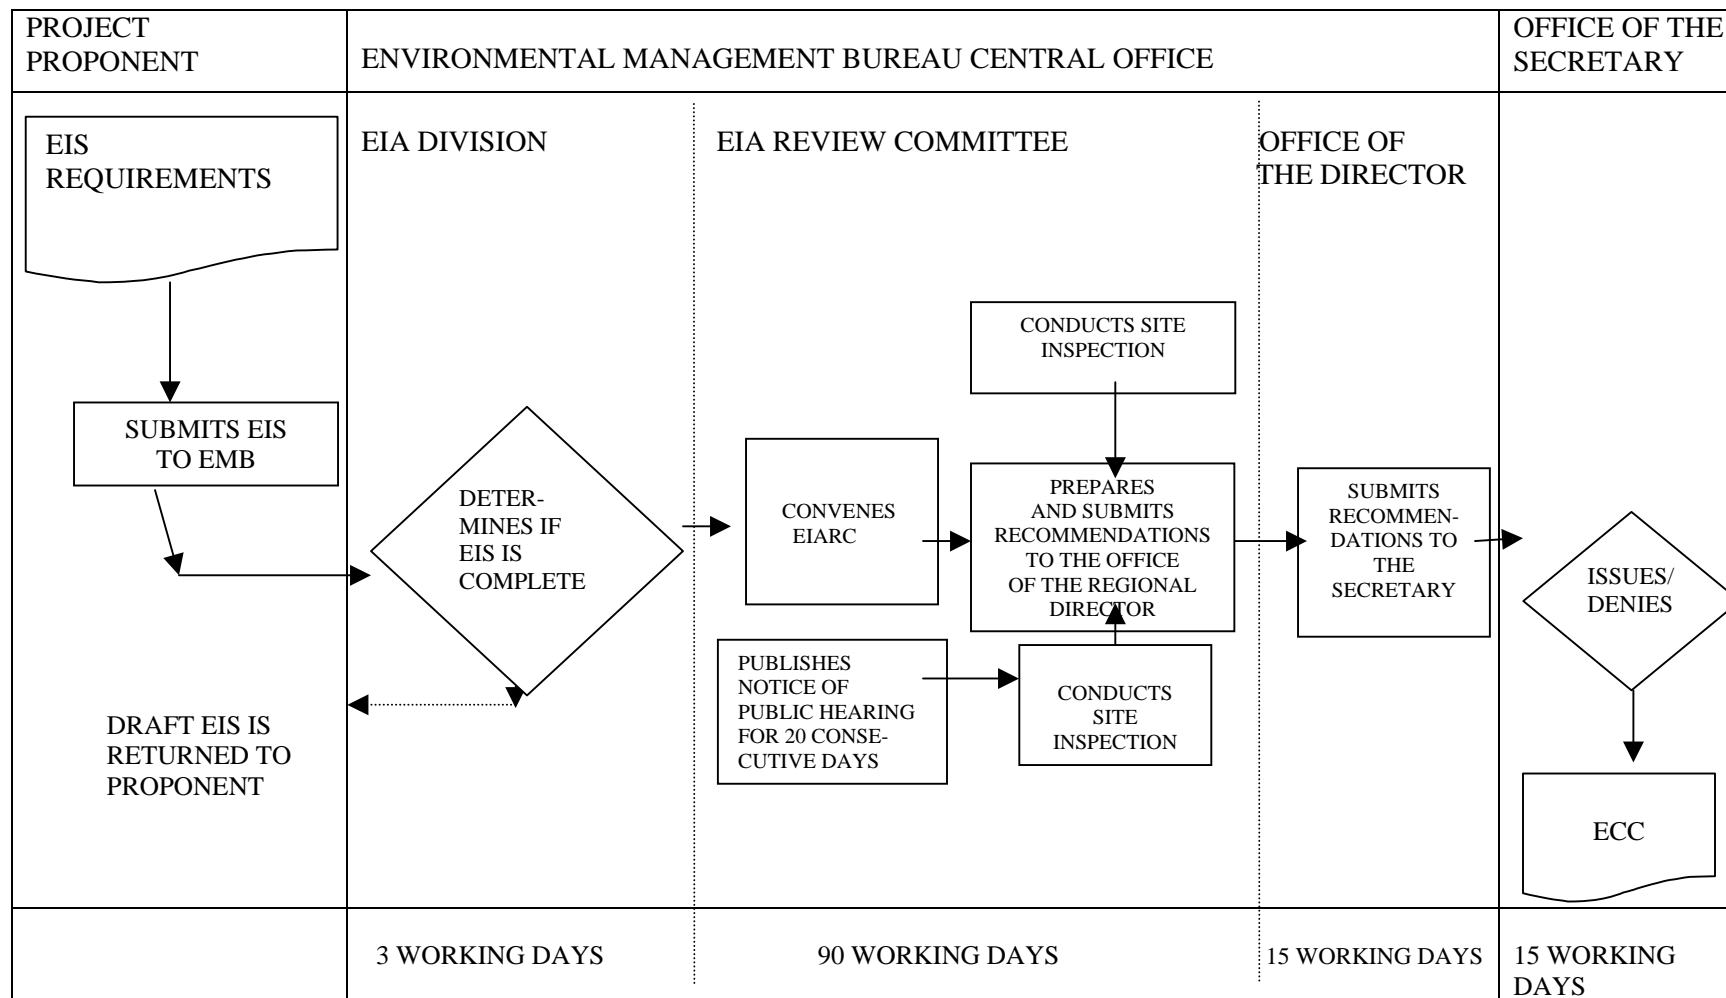 PROJECT
PROPONENT
ENVIRONMENTAL MANAGEMENT BUREAU CENTRAL OFFICE
OFFICE OF THE
SECRETARY
EIS
REQUIREMENTS
SUBMITS EIS
TO EMB
DRAFT EIS IS
RETURNED TO
PROPONENT
EIA DIVISION
DETER-
MINES IF
EIS IS
COMPLETE
EIA REVIEW COMMITTEE
CONDUCTS SITE
INSPECTION
CONVENES
EIARC
PREPARES
AND SUBMITS
RECOMMENDATIONS
TO THE OFFICE
OF THE REGIONAL
DIRECTOR
PUBLISHES
NOTICE OF
PUBLIC HEARING
FOR 20 CONSE-
CUTIVE DAYS
CONDUCTS
SITE
INSPECTION
OFFICE OF
THE DIRECTOR
SUBMITS
RECOMMEN-
DATIONS TO
THE
SECRETARY
ISSUES/
DENIES
ECC
3 WORKING DAYS
90 WORKING DAYS
15 WORKING DAYS
15 WORKING
DAYS